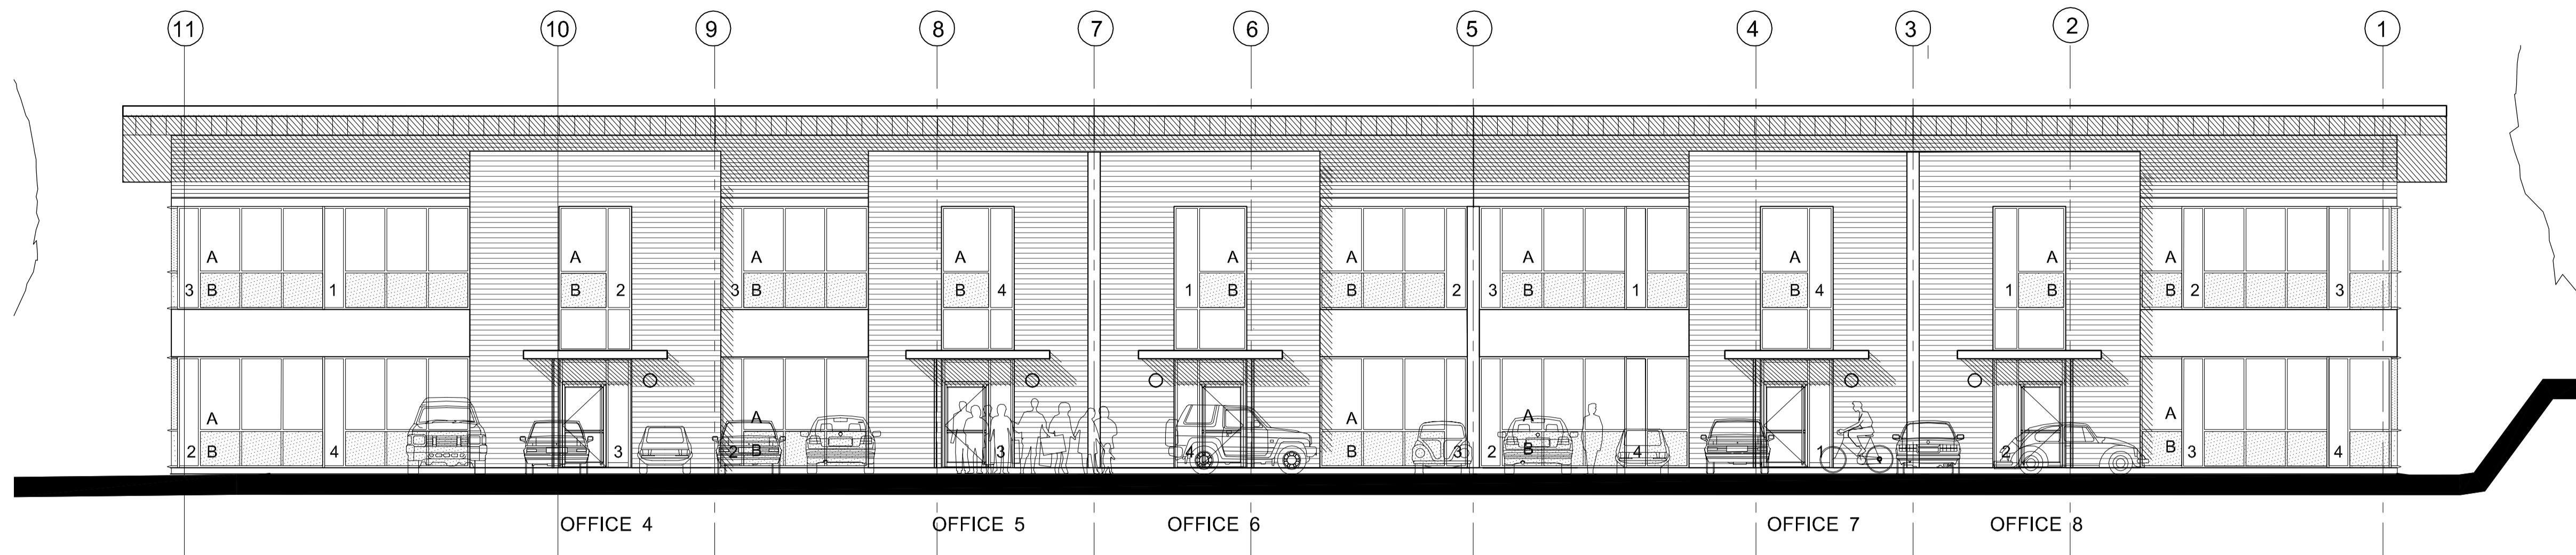 11 10 9 8 7 6 5 4 3 2 1
A A A A A A A A A A
3 B 1 B 2 3 B B 4 1 B B 2 3 B 1 B 4 1 B B 2 3
A A A A A
2 B 4 3 2 B 3 4 B 3 2 B 4 1 2 B 3 4
OFFICE 4 OFFICE 5 OFFICE 6 OFFICE 7 OFFICE 8